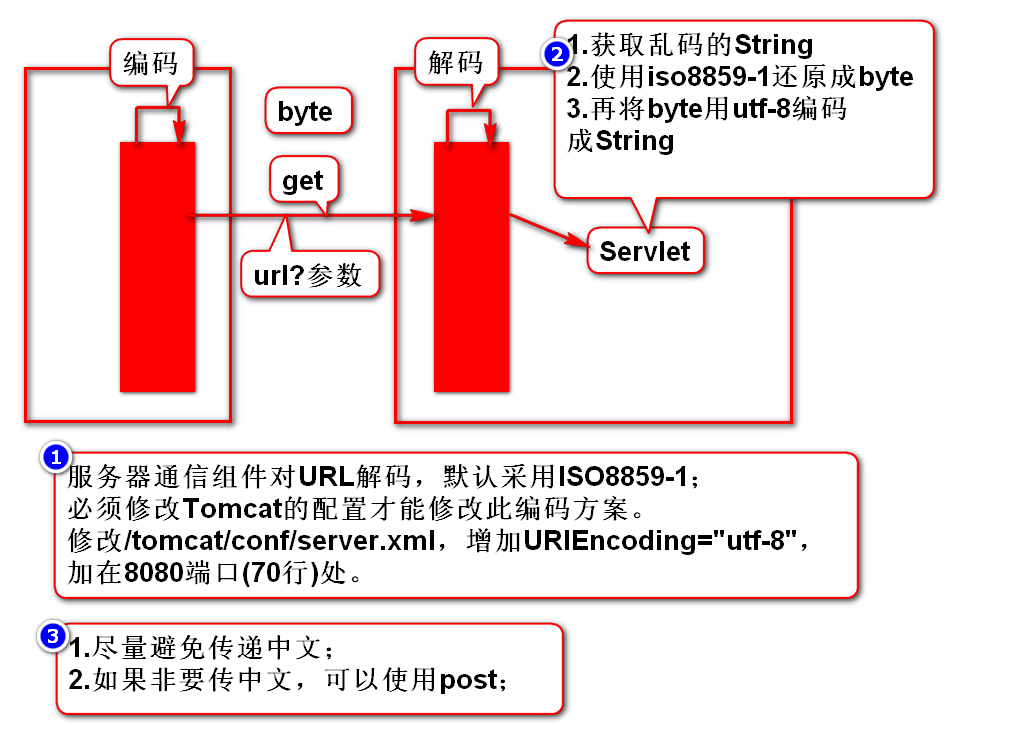 编码
解码
byte
get
url?参数
Servlet
2
1.获取乱码的String
2.使用iso8859-1还原成byte
3.再将byte用utf-8编码
成String
1
服务器通信组件对URL解码，默认采用ISO8859-1；
必须修改Tomcat的配置才能修改此编码方案。
修改/tomcat/conf/server.xml，增加URIEncoding="utf-8"，
加在8080端口(70行)处。
3
1.尽量避免传递中文；
2.如果非要传中文，可以使用post；